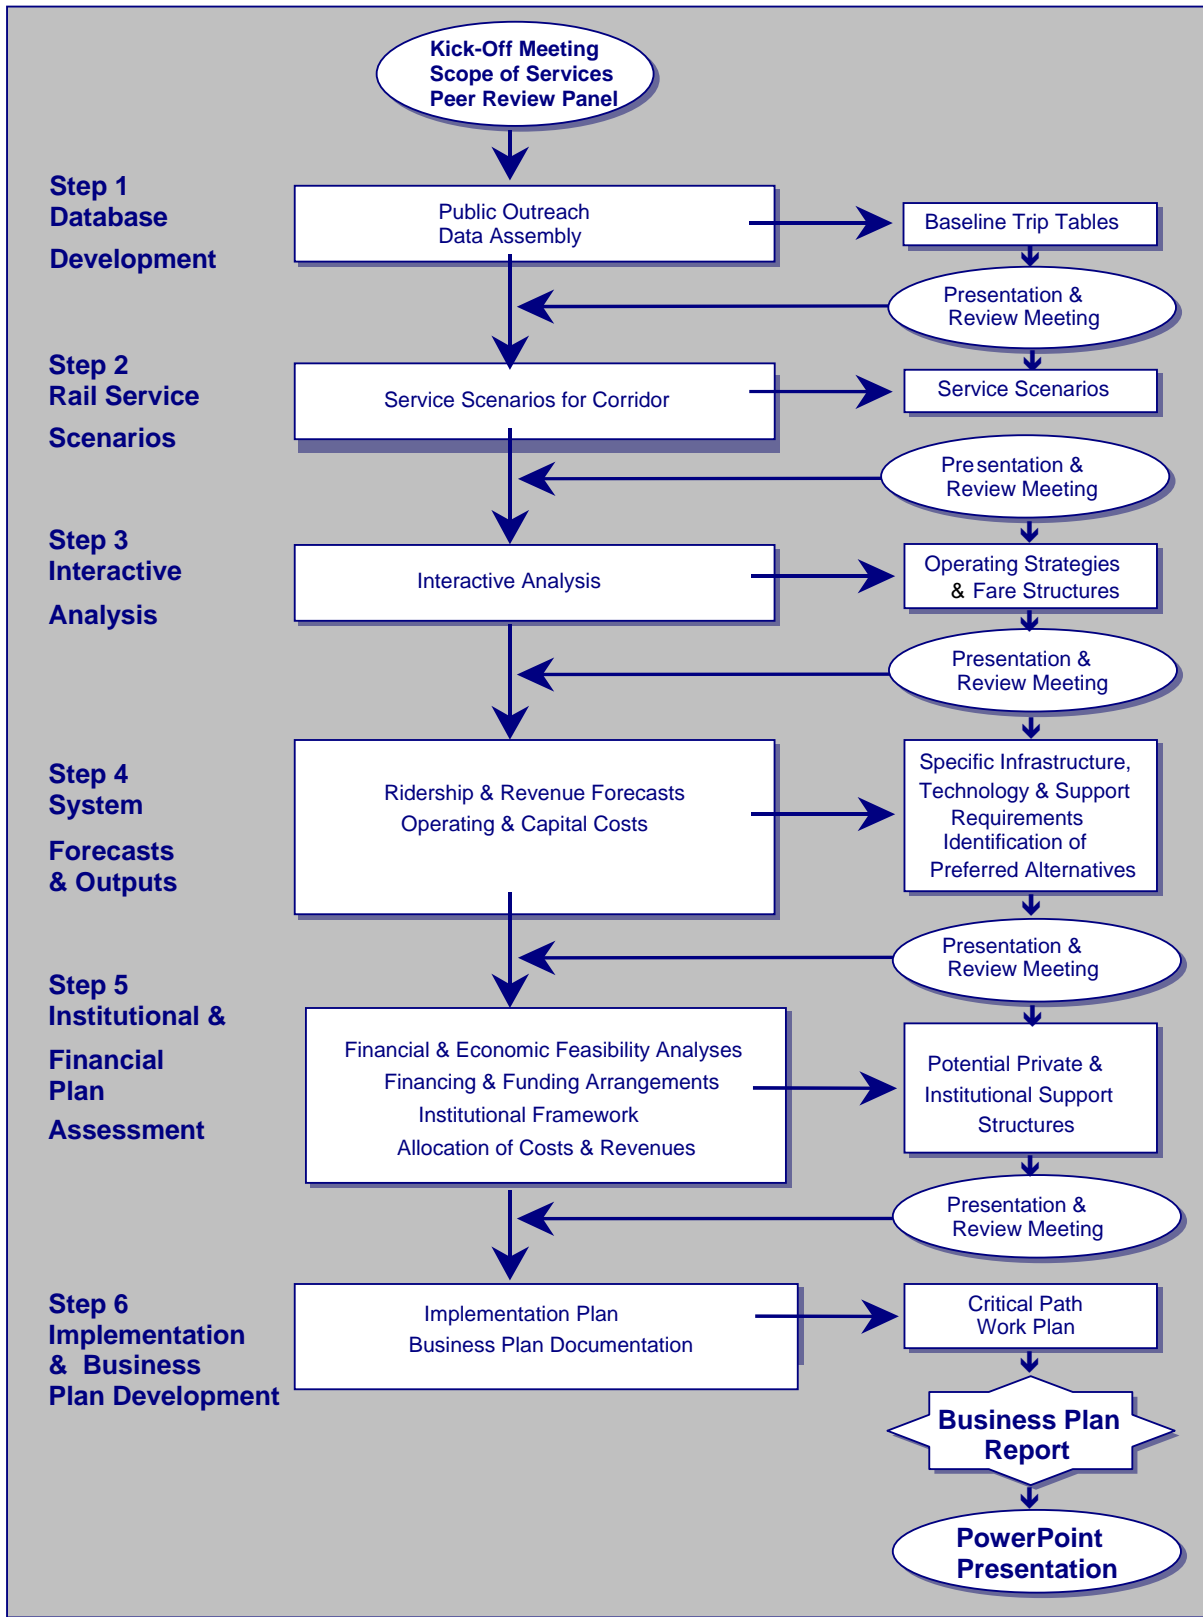 Kick-Off Meeting
Scope of Services
Peer Review Panel
Step 1
Database
Development
Public Outreach
Data Assembly
Baseline Trip Tables
Presentation &
Review Meeting
Step 2
Rail Service
Scenarios
Service Scenarios for Corridor
Service Scenarios
Presentation &
Review Meeting
Step 3
Interactive
Analysis
Interactive Analysis
Operating Strategies
& Fare Structures
Presentation &
Review Meeting
Step 4
System
Forecasts
& Outputs
Ridership & Revenue Forecasts
Operating & Capital Costs
Specific Infrastructure,
Technology & Support
Requirements
Identification of
Preferred Alternatives
Presentation &
Review Meeting
Step 5
Institutional &
Financial
Plan
Assessment
Financial & Economic Feasibility Analyses
Financing & Funding Arrangements
Institutional Framework
Allocation of Costs & Revenues
Potential Private &
Institutional Support
Structures
Presentation &
Review Meeting
Step 6
Implementation
& Business
Plan Development
Implementation Plan
Business Plan Documentation
Critical Path
Work Plan
Business Plan
Report
PowerPoint
Presentation